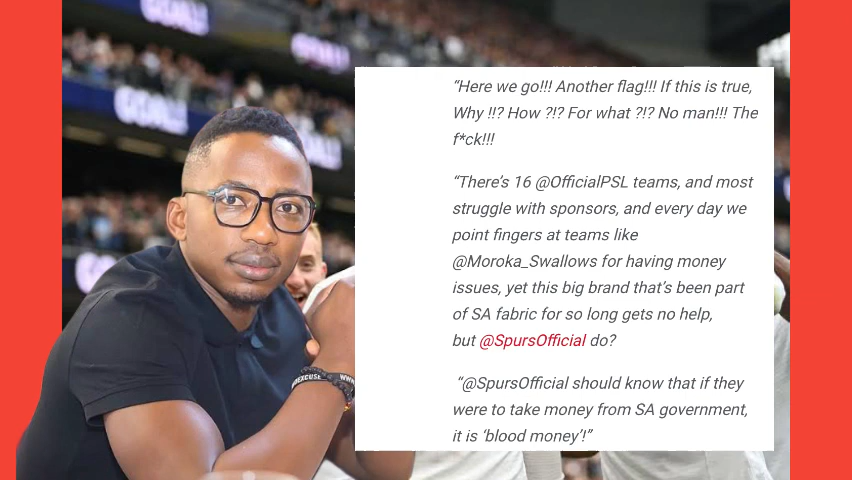 GOAL!
GOAL!
“Here we go!!! Another flag!!! If this is true,
Why !!? How ?!? For what ?!? No man!!! The
f*ck!!!
“There’s 16 @OfficialPSL teams, and most
struggle with sponsors, and every day we
point fingers at teams like
@Moroka_Swallows for having money
issues, yet this big brand that’s been part
of SA fabric for so long gets no help,
but @SpursOfficial do?
“@SpursOfficial should know that if they
were to take money from SA government,
it is ‘blood money’!”
EXCUSE
WWW